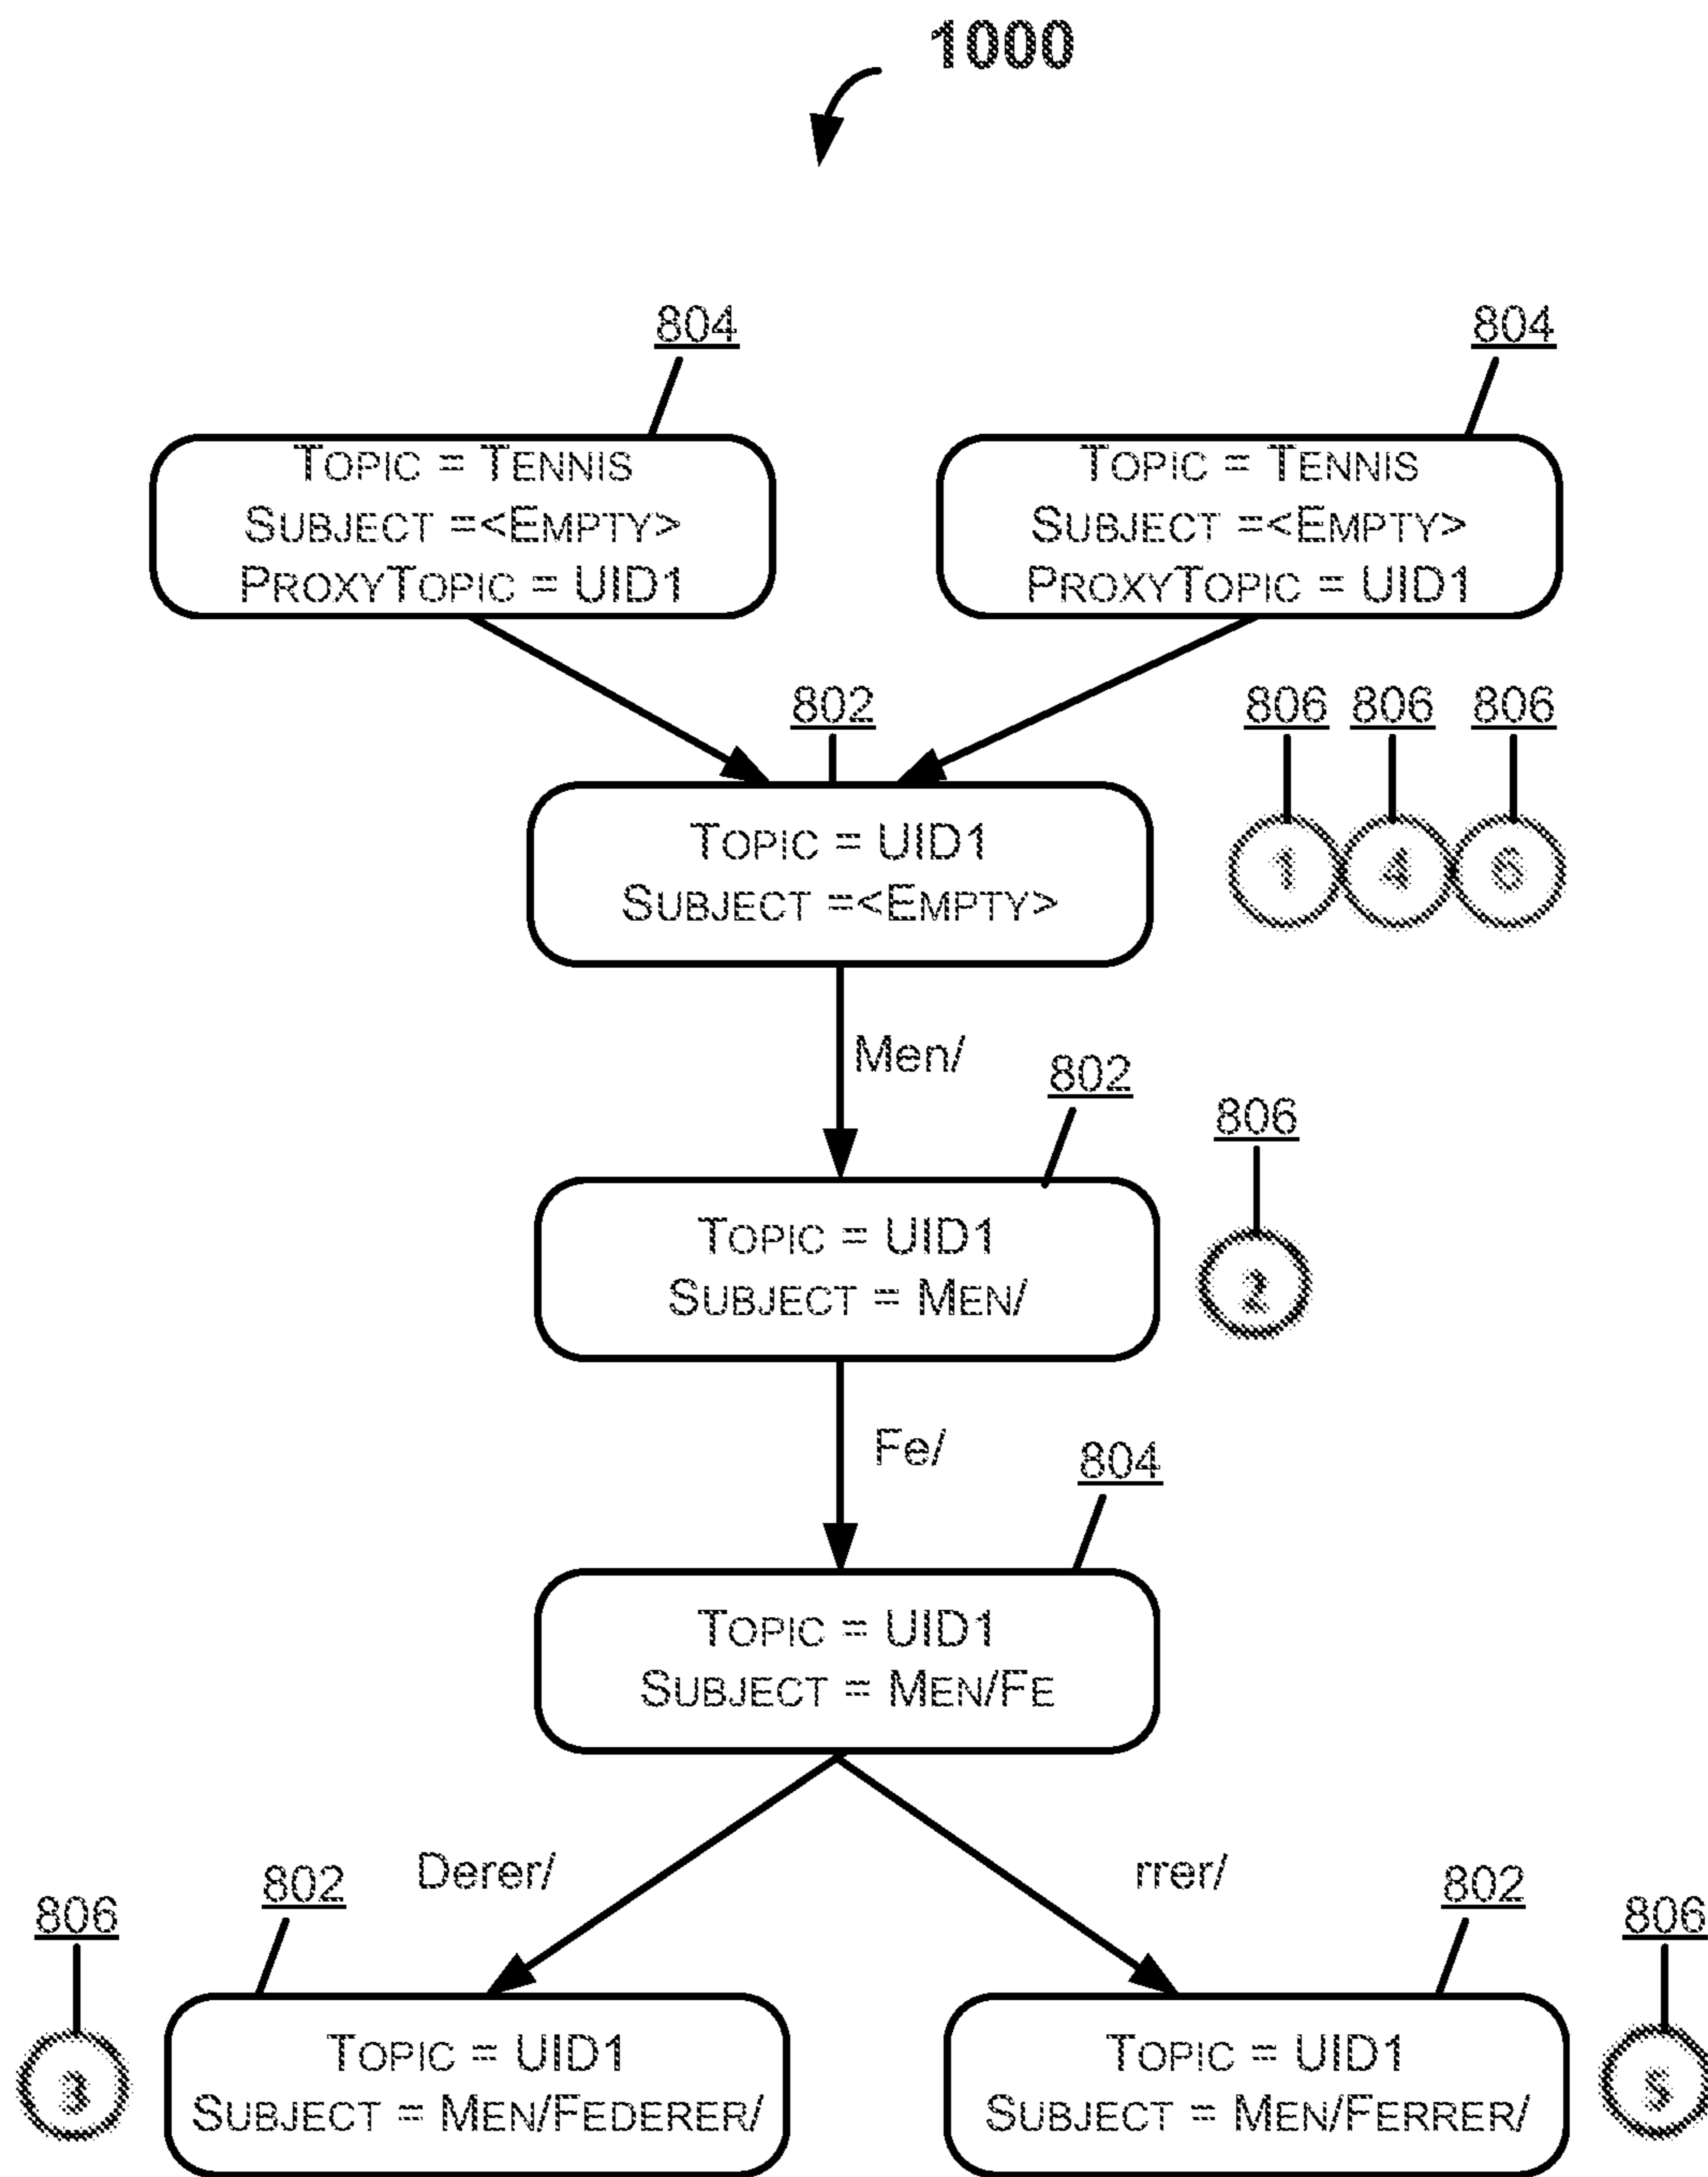 1000
804
804
TOPIC = TENNIS
SUBJECT =<EMPTY>
PROXYTOPIC = UID1
TOPIC = TENNIS
SUBJECT =<EMPTY>
PROXYTOPIC = UID1
802
806 806 806
TOPIC = UID1
SUBJECT =<EMPTY>
1 4 6
Men/
802
806
TOPIC = UID1
SUBJECT = MEN/
2
Fe/
804
TOPIC = UID1
SUBJECT = MEN/FE
Derer/
rrer/
806
802
802
806
3
TOPIC = UID1
SUBJECT = MEN/FEDERER/
TOPIC = UID1
SUBJECT = MEN/FERRER/
5